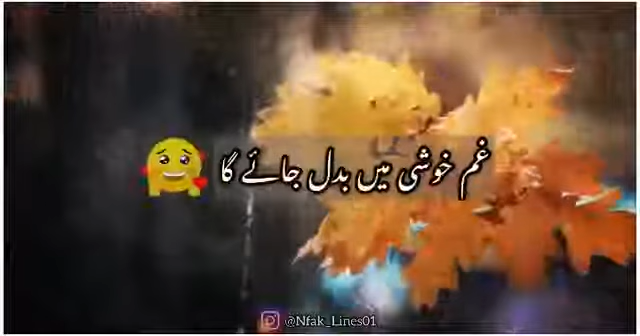 غم خوشی میں بدل جائے گا
@Nfak_Lines01